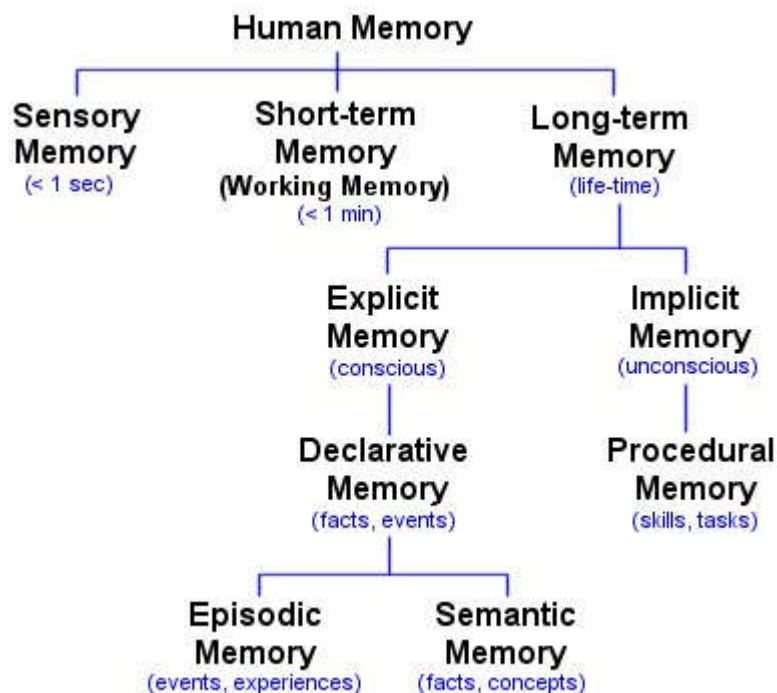 Human Memory
Sensory
Memory
(< 1 sec)
Short-term
Memory
(Working Memory)
(< 1 min)
Long-term
Memory
(life-time)
Explicit
Memory
(conscious)
Implicit
Memory
(unconscious)
Declarative
Memory
(facts, events)
Procedural
Memory
(skills, tasks)
Episodic
Memory
(events, experiences)
Semantic
Memory
(facts, concepts)